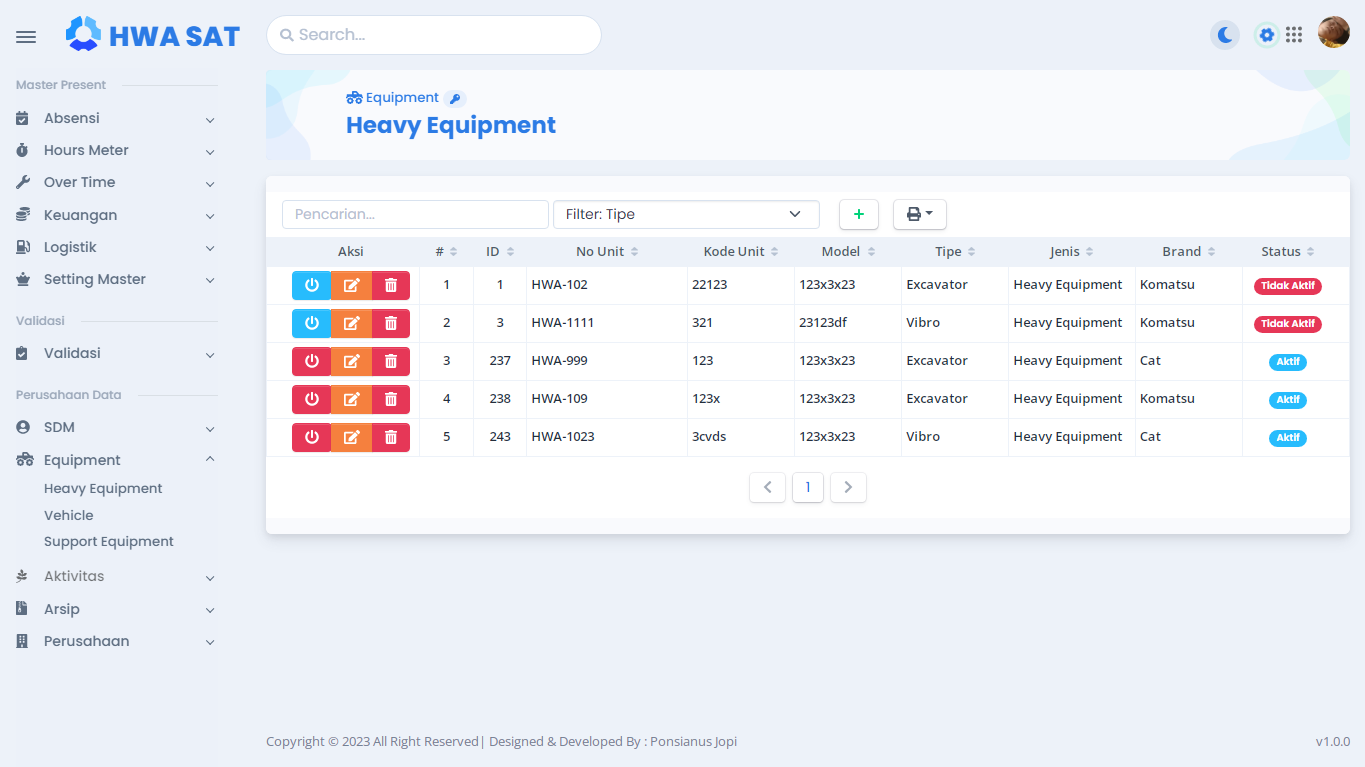 HWA SAT
Search...
Master Present
Absensi
Hours Meter
Over Time
Keuangan
Logistik
Setting Master
Validasi
Validasi
Perusahaan Data
SDM
Equipment
Heavy Equipment
Vehicle
Support Equipment
Aktivitas
Arsip
Perusahaan
Equipment
Heavy Equipment
Pencarian... Filter: Tipe +
Aksi # ID No Unit Kode Unit Model Tipe Jenis Brand Status
1 1 HWA-102 22123 123x3x23 Excavator Heavy Equipment Komatsu Tidak Aktif
2 3 HWA-1111 321 23123df Vibro Heavy Equipment Komatsu Tidak Aktif
3 237 HWA-999 123 123x3x23 Excavator Heavy Equipment Cat Aktif
4 238 HWA-109 123x 123x3x23 Excavator Heavy Equipment Komatsu Aktif
5 243 HWA-1023 3cvds 123x3x23 Vibro Heavy Equipment Cat Aktif
1
Copyright © 2023 All Right Reserved| Designed & Developed By : Ponsianus Jopi v1.0.0